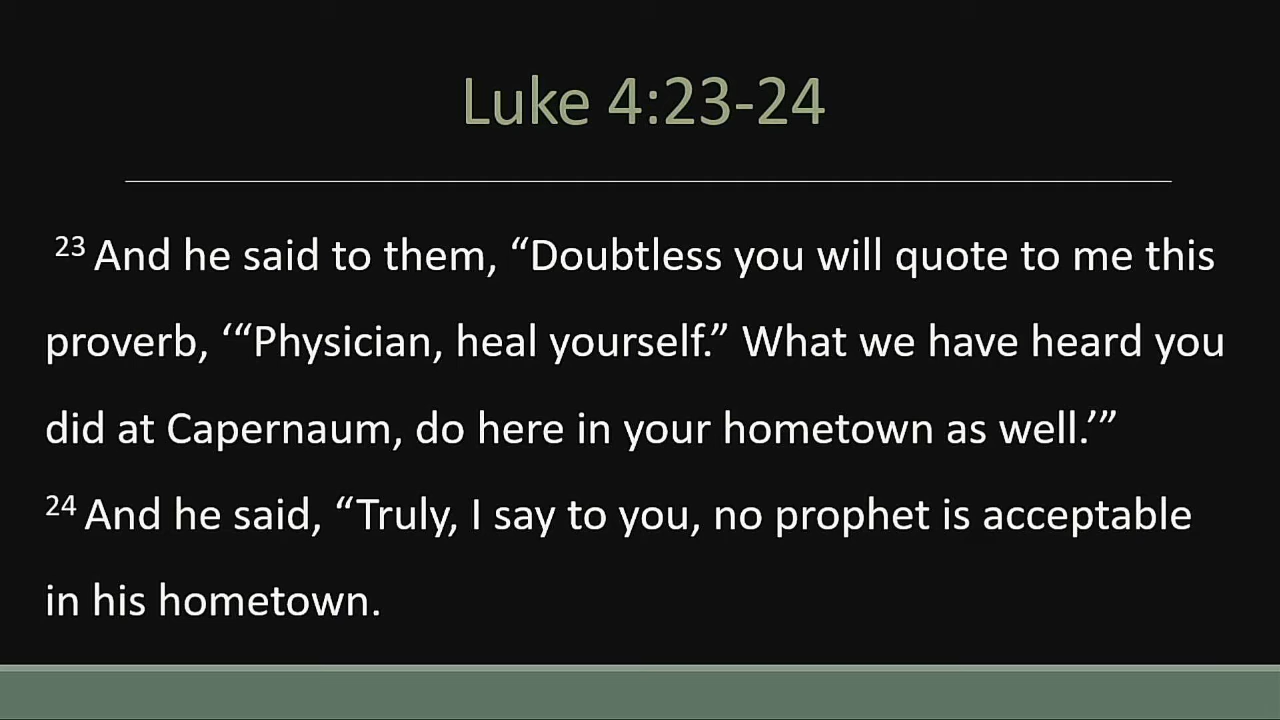 Luke 4:23-24
23 And he said to them, “Doubtless you will quote to me this
proverb, ‘“Physician, heal yourself.” What we have heard you
did at Capernaum, do here in your hometown as well.’”
24 And he said, “Truly, I say to you, no prophet is acceptable
in his hometown.